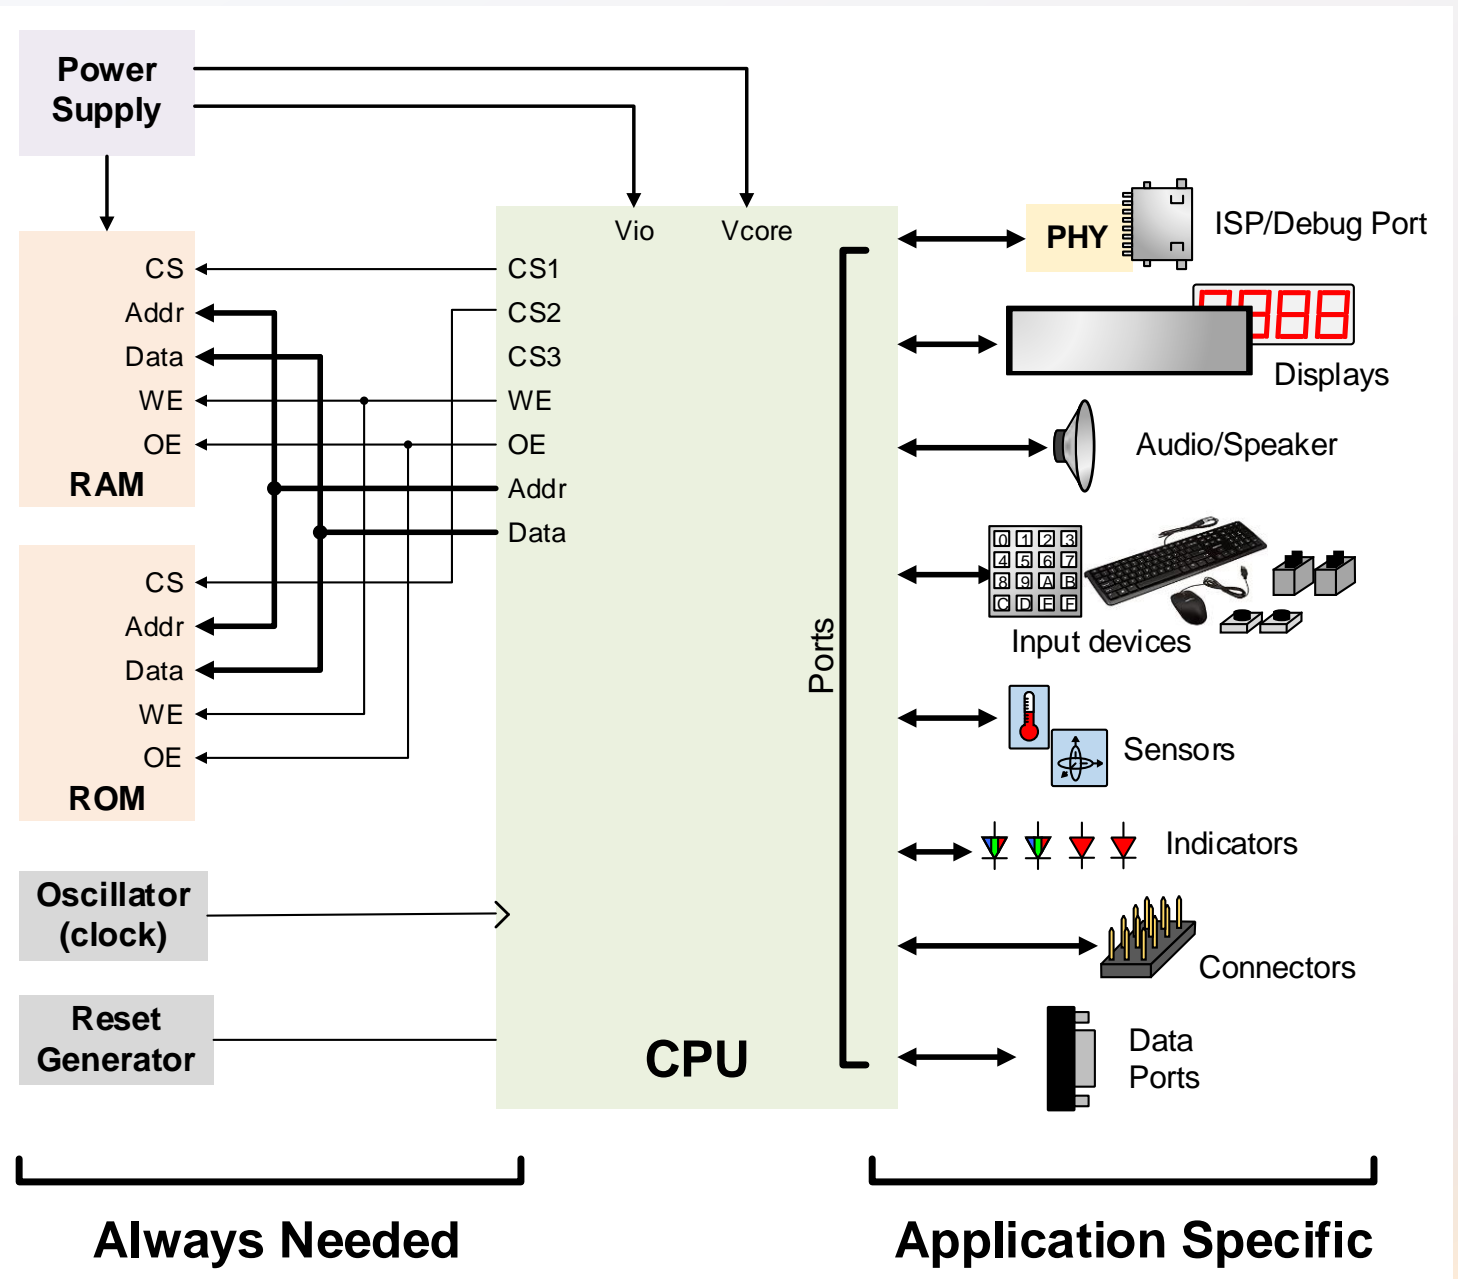 Power
Supply
Vio
Vcore
CS
Addr
Data
WE
OE
RAM
CS
Addr
Data
WE
OE
ROM
CS1
CS2
CS3
WE
OE
Addr
Data
Ports
CPU
Oscillator
(clock)
Reset
Generator
PHY
ISP/Debug Port
Displays
Audio/Speaker
0 1 2 3
4 5 6 7
8 9 A B
C D E F
Input devices
Sensors
Indicators
Connectors
Data
Ports
Always Needed
Application Specific